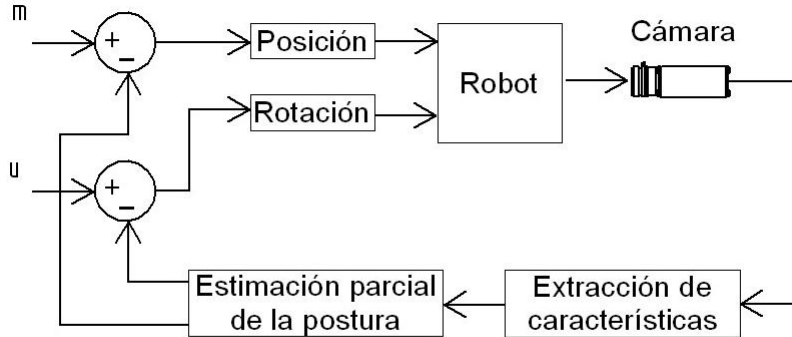 m
+
−
Posición
Robot
Cámara
Rotación
u
+
−
Estimación parcial
de la postura
Extracción de
características